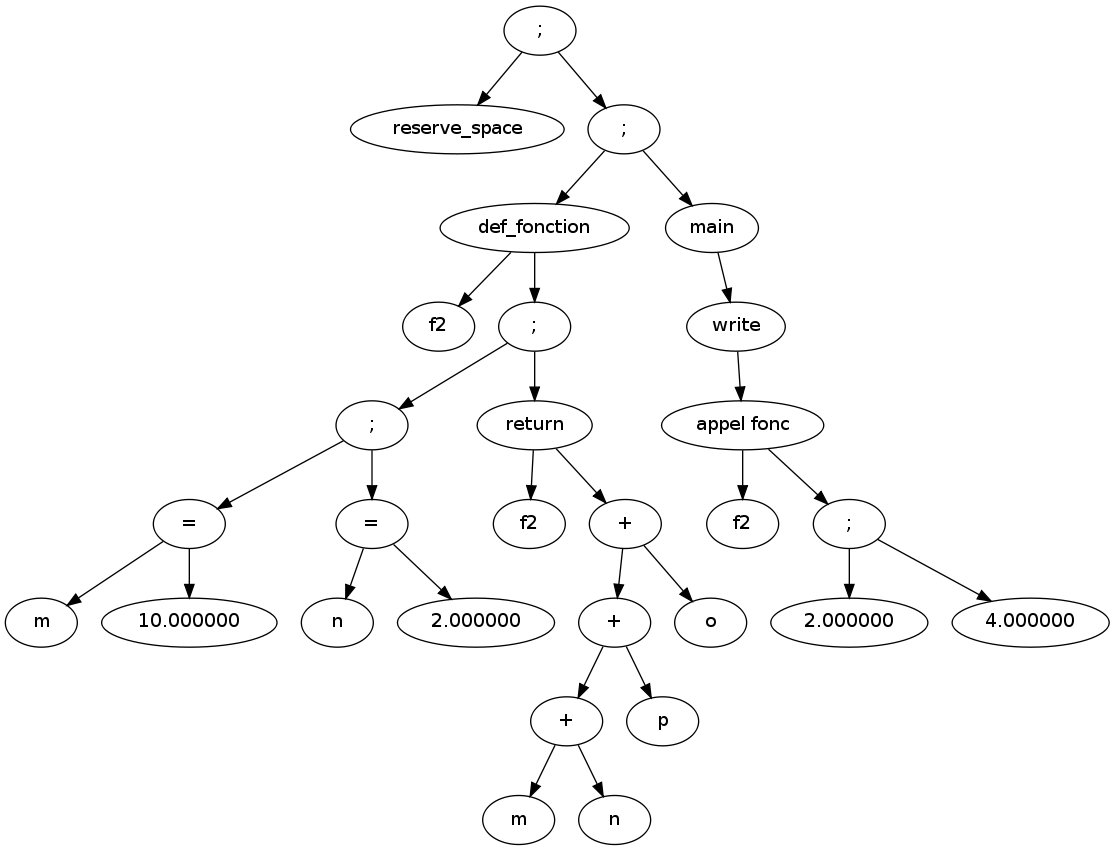 ;
reserve_space ;
def_fonction main
f2 ; write
; return appel fonc
= = f2 + f2 ;
m 10.000000 n 2.000000 + o 2.000000 4.000000
+ p
m n